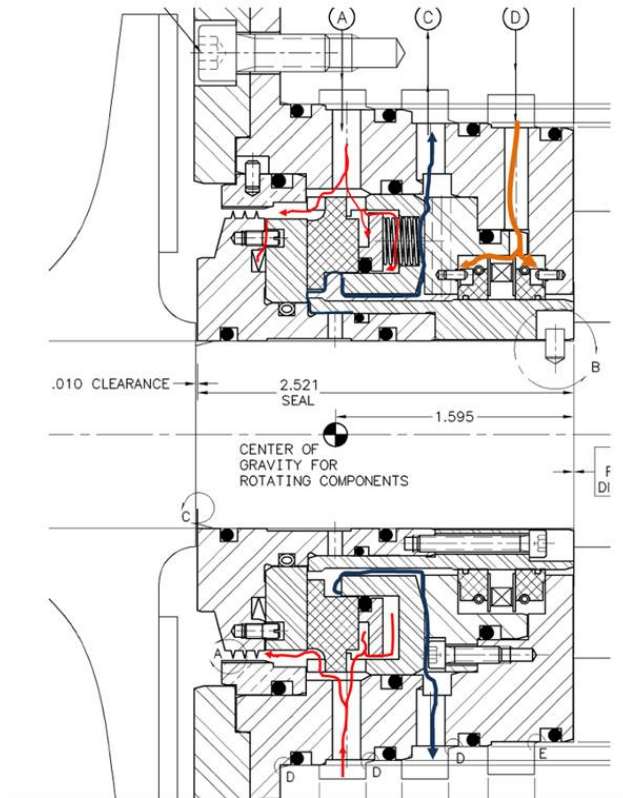 A
C
D
B
.010 CLEARANCE
2.521
SEAL
1.595
CENTER OF
GRAVITY FOR
ROTATING COMPONENTS
C
A
D
D
D
E